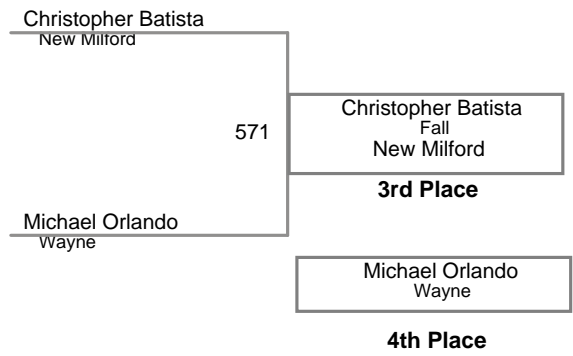 Christopher Batista
New Milford
571
Christopher Batista
Fall
New Milford
3rd Place
Michael Orlando
Wayne
Michael Orlando
Wayne
4th Place